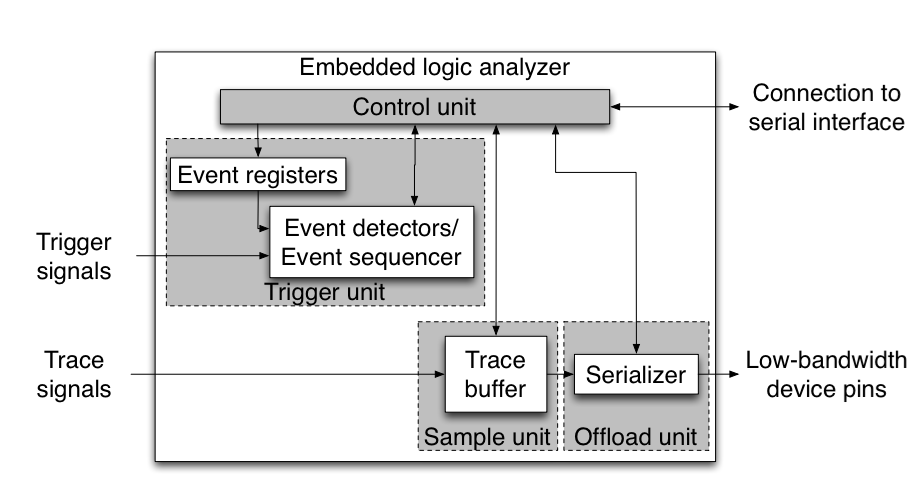 Embedded logic analyzer
Control unit
Connection to
serial interface
Event registers
Event detectors/
Event sequencer
Trigger
signals
Trigger unit
Trace
signals
Trace
buffer
Serializer
Low-bandwidth
device pins
Sample unit
Offload unit